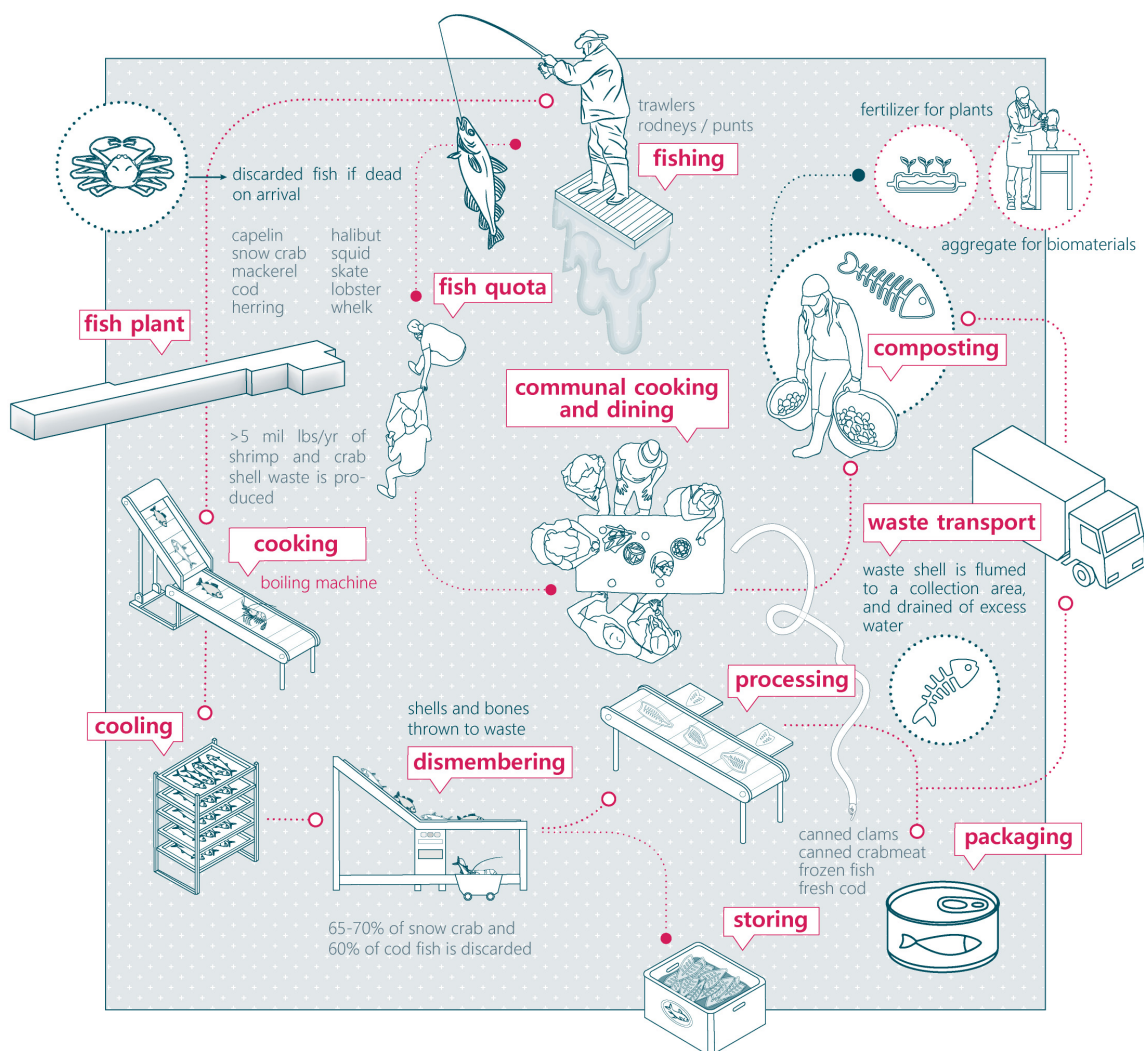 trawlers
rodneys / punts
fishing
fertilizer for plants
aggregate for biomaterials
discarded fish if dead
on arrival
capelin
snow crab
mackerel
cod
herring
halibut
squid
skate
lobster
whelk
fish quota
fish plant
composting
communal cooking
and dining
>5 mil lbs/yr of
shrimp and crab
shell waste is pro-
duced
cooking
boiling machine
waste transport
waste shell is flumed
to a collection area,
and drained of excess
water
processing
cooling
shells and bones
thrown to waste
dismembering
canned clams
canned crabmeat
frozen fish
fresh cod
packaging
65-70% of snow crab and
60% of cod fish is discarded
storing